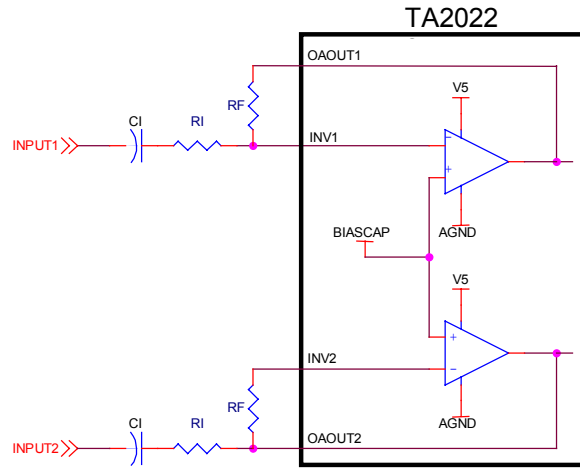 TA2022
OAOUT1
V5
RF
CI
RI
INPUT1
INV1
-
+
AGND
BIASCAP
V5
+
-
INV2
RF
AGND
CI
RI
OAOUT2
INPUT2